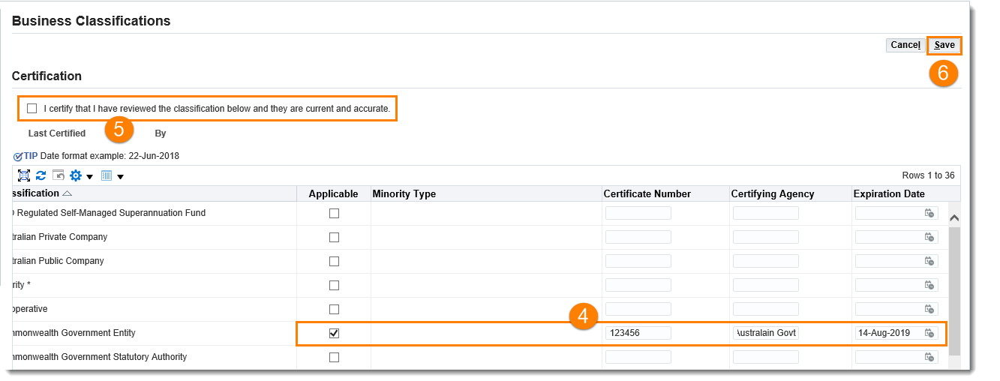 Business Classifications
Cancel Save
6
Certification
I certify that I have reviewed the classification below and they are current and accurate.
5
Last Certified By
TIP Date format example: 22-Jun-2018
Rows 1 to 36
ssification Applicable Minority Type Certificate Number Certifying Agency Expiration Date
Regulated Self-Managed Superannuation Fund
tralian Private Company
tralian Public Company
rity *
operative
4
mmonwealth Government Entity 123456 Australain Govt 14-Aug-2019
mmonwealth Government Statutory Authority